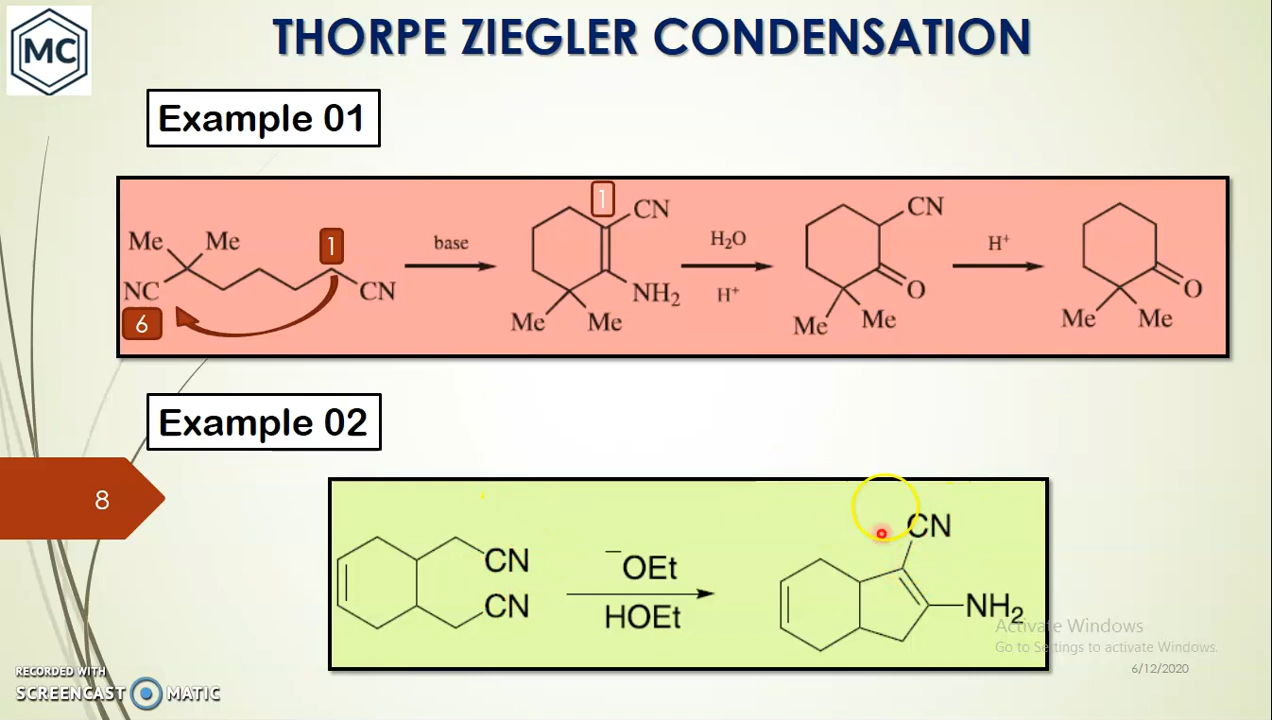 MC
THORPE ZIEGLER CONDENSATION
Example 01
Me Me 1
NC CN
6
base
1
CN
NH₂
Me Me
H₂O
H⁺
CN
O
Me Me
H⁺
O
Me Me
Example 02
8
CN
CN
⁻OEt
HOEt
CN
NH₂
Activate Windows
Go to Settings to activate Windows.
6/12/2020
RECORDED WITH
SCREENCAST MATIC